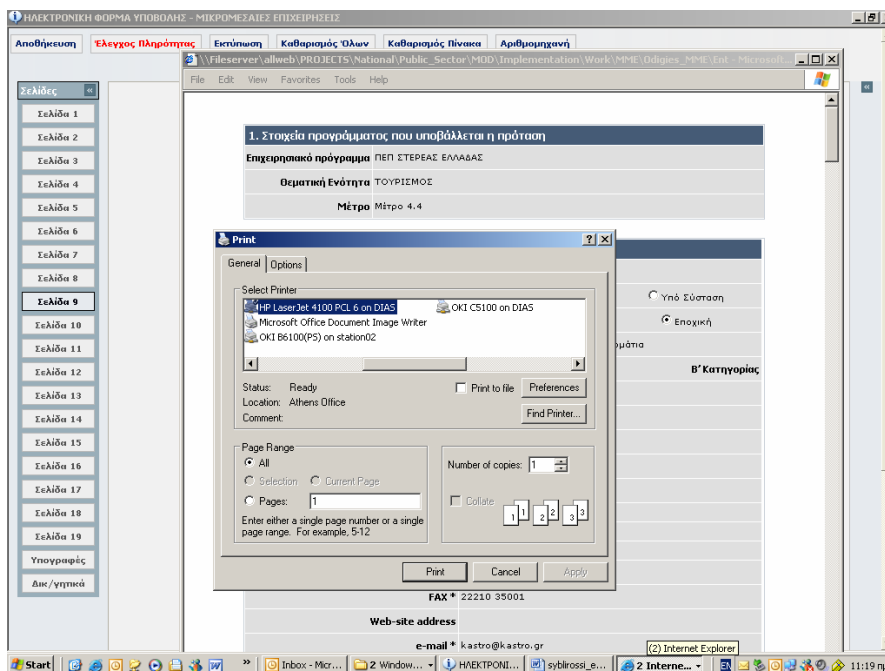 ΗΛΕΚΤΡΟΝΙΚΗ ΦΟΡΜΑ ΥΠΟΒΟΛΗΣ - ΜΙΚΡΟΜΕΣΑΙΕΣ ΕΠΙΧΕΙΡΗΣΕΙΣ
Αποθήκευση Έλεγχος Πληρότητας Εκτύπωση Καθαρισμός Όλων Καθαρισμός Πίνακα Αριθμομηχανή
\\Fileserver\allweb\PROJECTS\National\Public_Sector\MOD\Implementation\Work\MME\Odigies_MME\Ent - Microsoft...
File Edit View Favorites Tools Help
Σελίδες
Σελίδα 1
Σελίδα 2
Σελίδα 3
Σελίδα 4
Σελίδα 5
Σελίδα 6
Σελίδα 7
Σελίδα 8
Σελίδα 9
Σελίδα 10
Σελίδα 11
Σελίδα 12
Σελίδα 13
Σελίδα 14
Σελίδα 15
Σελίδα 16
Σελίδα 17
Σελίδα 18
Σελίδα 19
Υπογραφές
Δικ/γητικά
1. Στοιχεία προγράμματος που υποβάλλεται η πρόταση
Επιχειρησιακό πρόγραμμα ΠΕΠ ΣΤΕΡΕΑΣ ΕΛΛΑΔΑΣ
Θεματική Ενότητα ΤΟΥΡΙΣΜΟΣ
Μέτρο Μέτρο 4.4
Υπό Σύσταση
Εποχική
Β' Κατηγορίας
Print
General Options
Select Printer
HP LaserJet 4100 PCL 6 on DIAS OKI C5100 on DIAS
Microsoft Office Document Image Writer
OKI B6100(PS) on station02
Status: Ready Print to file Preferences
Location: Athens Office
Comment: Find Printer...
Page Range
All Number of copies: 1
Selection Current Page
Pages: 1 Collate
1 1 2 2 3 3
Enter either a single page number or a single
page range. For example, 5-12
Print Cancel Apply
FAX * 22210 35001
Web-site address
e-mail * kastro@kastro.gr
(2) Internet Explorer
Start » Inbox - Micr... 2 Window... ΗΛΕΚΤΡΟΝΙ... syblirossi_e... 2 Interne... EN 11:19 πμ